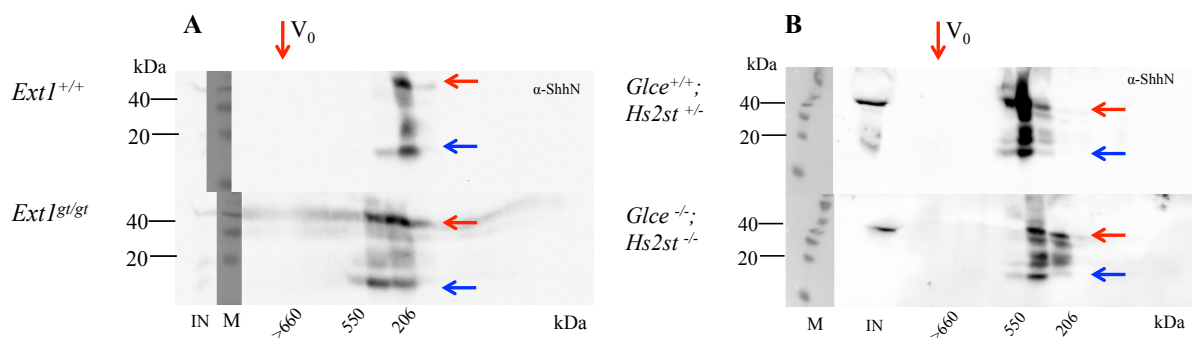 A
V0
kDa
40
20
Ext1+/+
α-ShhN
Ext1gt/gt
40
20
IN M >660 550 206 kDa
B
V0
kDa
40
20
Glce+/+;
Hs2st+/-
α-ShhN
Glce-/-;
Hs2st-/-
40
20
M IN >660 550 206 kDa